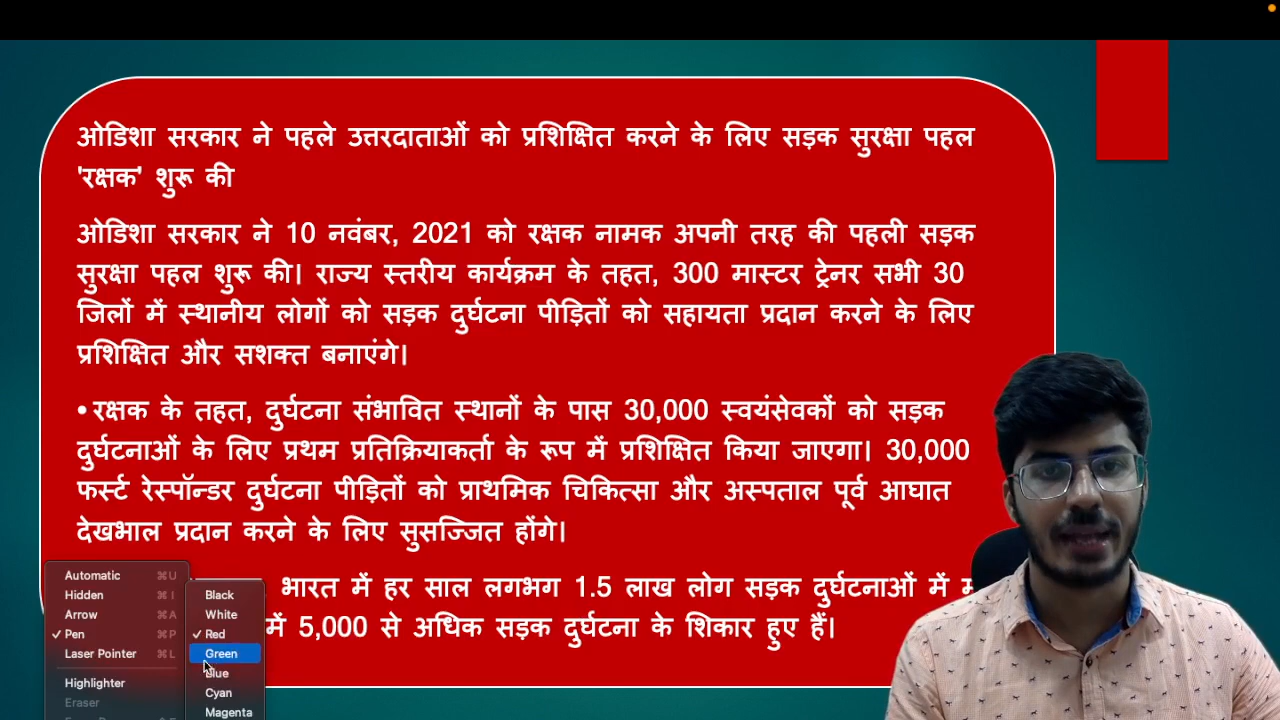 ओडिशा सरकार ने पहले उत्तरदाताओं को प्रशिक्षित करने के लिए सड़क सुरक्षा पहल
'रक्षक' शुरू की
ओडिशा सरकार ने 10 नवंबर, 2021 को रक्षक नामक अपनी तरह की पहली सड़क
सुरक्षा पहल शुरू की। राज्य स्तरीय कार्यक्रम के तहत, 300 मास्टर ट्रेनर सभी 30
जिलों में स्थानीय लोगों को सड़क दुर्घटना पीड़ितों को सहायता प्रदान करने के लिए
प्रशिक्षित और सशक्त बनाएंगे।
• रक्षक के तहत, दुर्घटना संभावित स्थानों के पास 30,000 स्वयंसेवकों को सड़क
दुर्घटनाओं के लिए प्रथम प्रतिक्रियाकर्ता के रूप में प्रशिक्षित किया जाएगा। 30,000
फर्स्ट रेस्पॉन्डर दुर्घटना पीड़ितों को प्राथमिक चिकित्सा और अस्पताल पूर्व आघात
देखभाल प्रदान करने के लिए सुसज्जित होंगे।
भारत में हर साल लगभग 1.5 लाख लोग सड़क दुर्घटनाओं में
में 5,000 से अधिक सड़क दुर्घटना के शिकार हुए हैं।
Automatic ⌘U
Hidden ⌘I
Arrow ⌘A
✓ Pen ⌘P
Laser Pointer ⌘L
Highlighter
Eraser
Black
White
✓ Red
Green
Blue
Cyan
Magenta